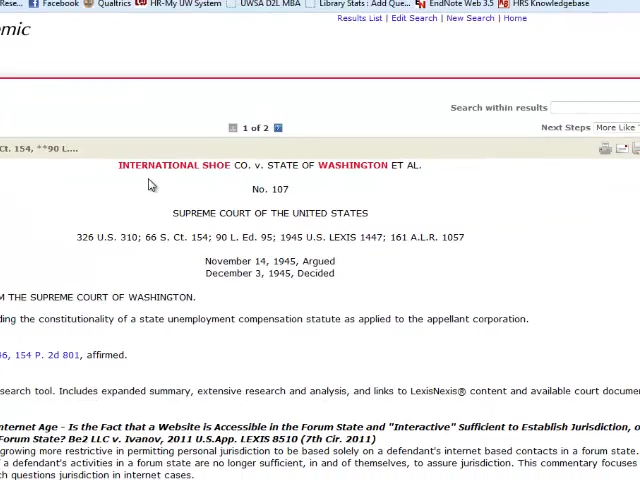 Rese... Facebook Qualtrics HR-My UW System UWSA D2L MBA Library Stats : Add Que... EndNote Web 3.5 HRS Knowledgebase
emic
Results List | Edit Search | New Search | Home
Search within results
1 of 2
Next Steps More Like
Ct. 154, **90 L....
INTERNATIONAL SHOE CO. v. STATE OF WASHINGTON ET AL.
No. 107
SUPREME COURT OF THE UNITED STATES
326 U.S. 310; 66 S. Ct. 154; 90 L. Ed. 95; 1945 U.S. LEXIS 1447; 161 A.L.R. 1057
November 14, 1945, Argued
December 3, 1945, Decided
M THE SUPREME COURT OF WASHINGTON.
ding the constitutionality of a state unemployment compensation statute as applied to the appellant corporation.
46, 154 P. 2d 801, affirmed.
search tool. Includes expanded summary, extensive research and analysis, and links to LexisNexis® content and available court docume
nternet Age – Is the Fact that a Website is Accessible in the Forum State and "Interactive" Sufficient to Establish Jurisdiction, o
Forum State? Be2 LLC v. Ivanov, 2011 U.S.App. LEXIS 8510 (7th Cir. 2011)
growing more restrictive in permitting personal jurisdiction to be based solely on a defendant's internet based contacts in a forum state.
f a defendant's activities in a forum state are no longer sufficient, in and of themselves, to assure jurisdiction. This commentary focuses
h questions jurisdiction in internet cases.